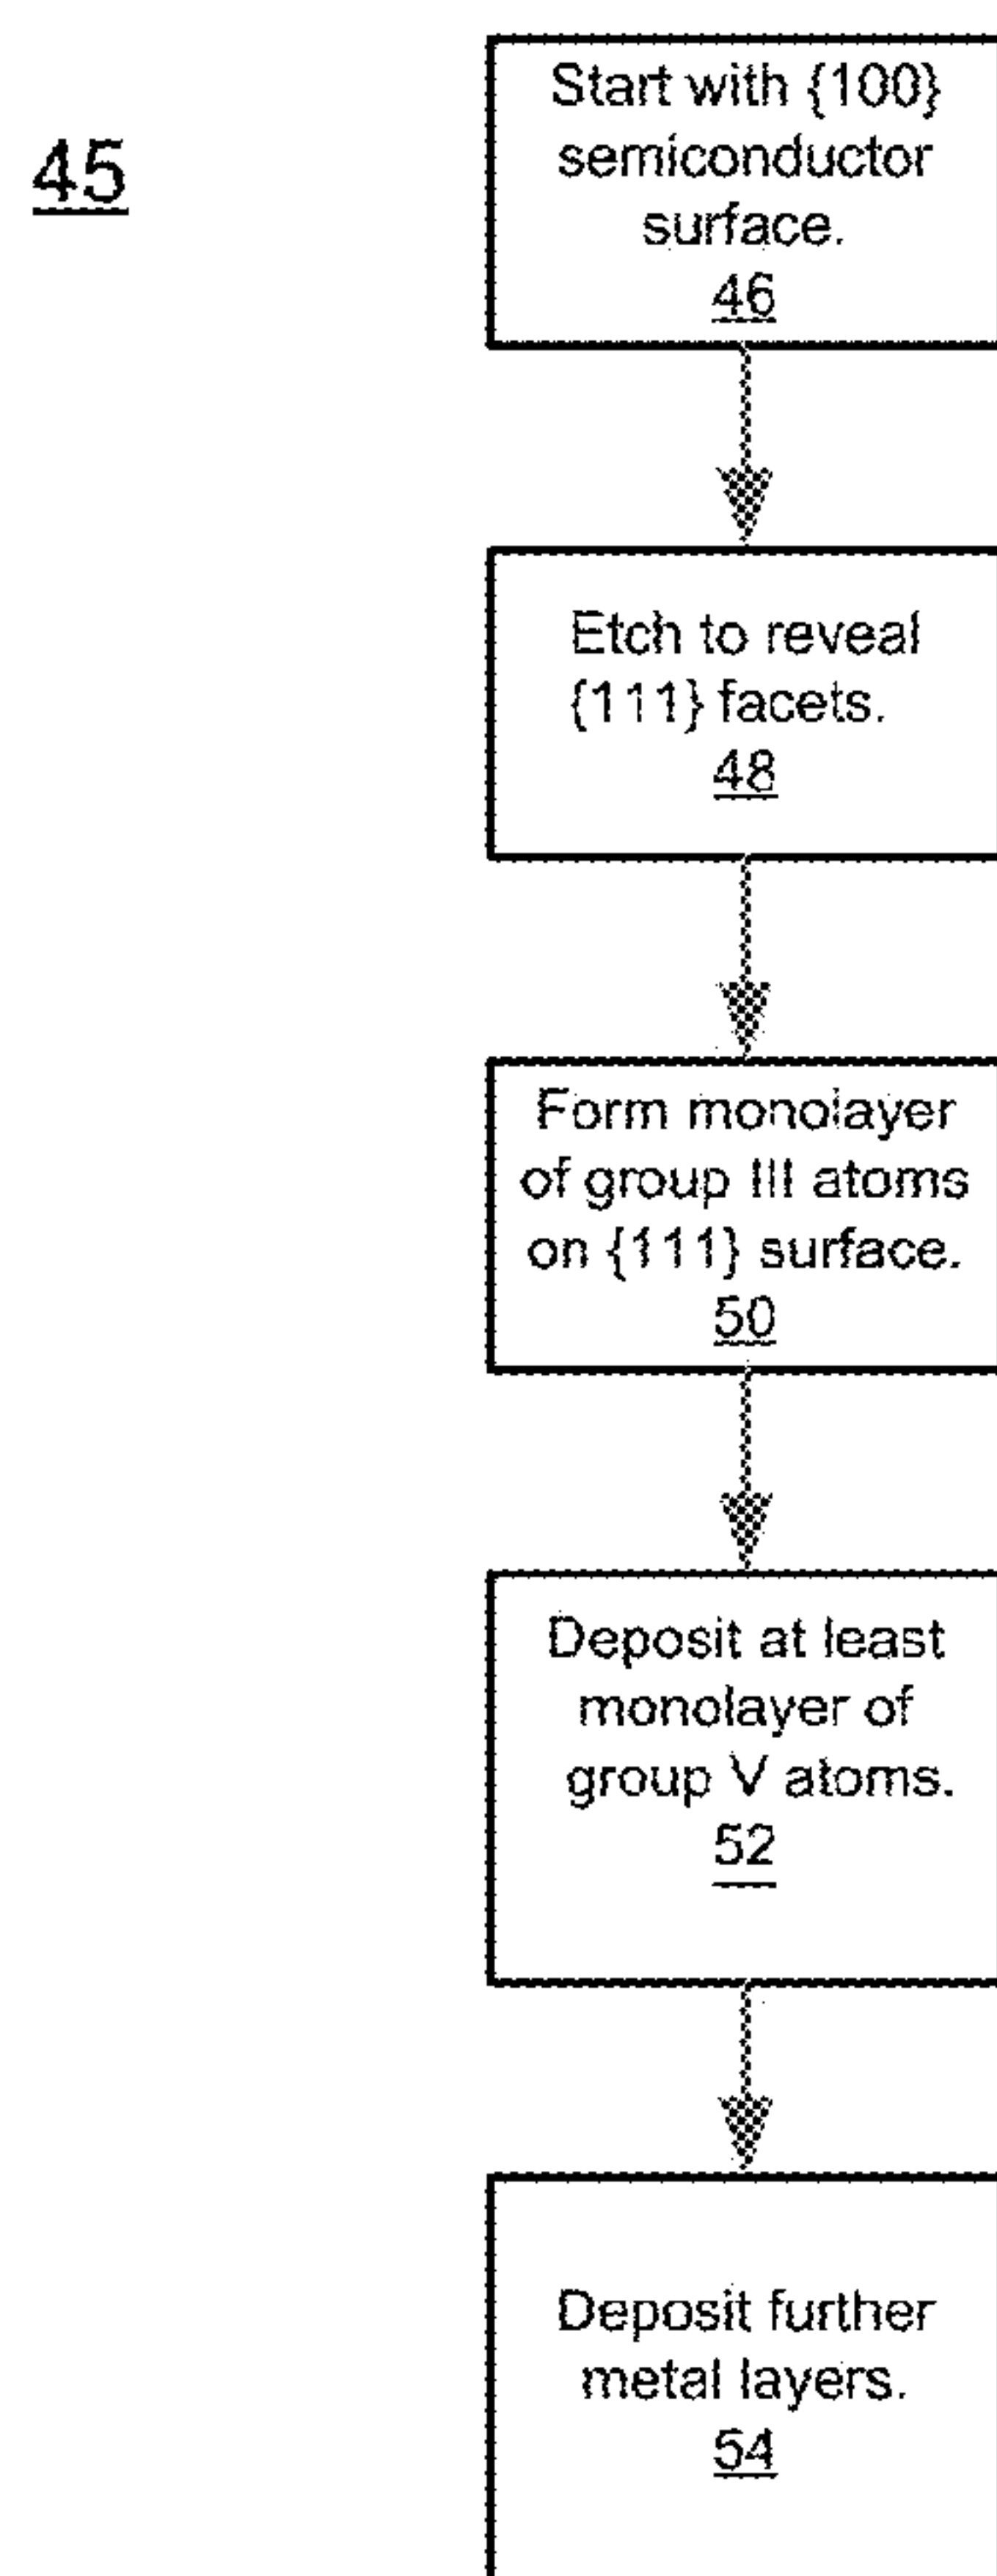 45
Start with {100}
semiconductor
surface.
46
Etch to reveal
{111} facets.
48
Form monolayer
of group III atoms
on {111} surface.
50
Deposit at least
monolayer of
group V atoms.
52
Deposit further
metal layers.
54